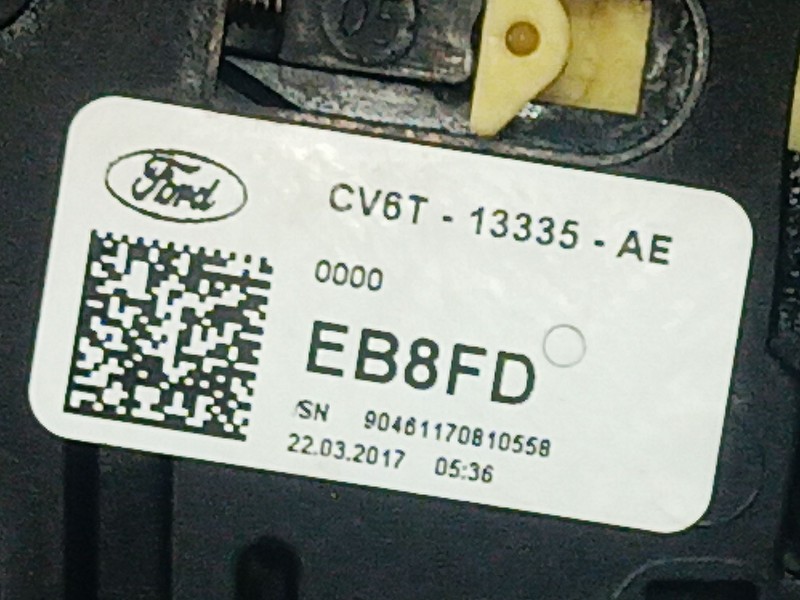 Ford
CV6T - 13335 - AE
0000
EB8FD
/SN 90461170810558
22.03.2017 05:36